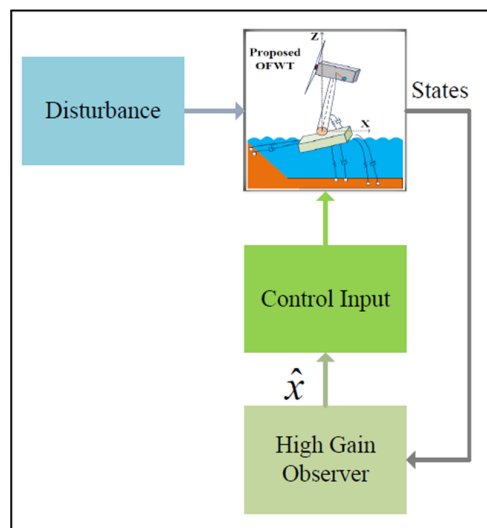 Z
Proposed
OFWT
X
Disturbance
States
Control Input
x̂
High Gain
Observer